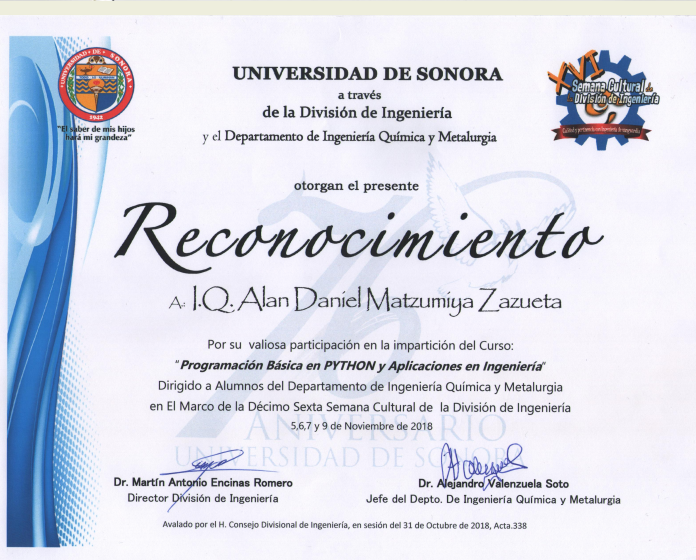 UNIVERSIDAD DE SONORA
a través
de la División de Ingeniería
y el Departamento de Ingeniería Química y Metalurgia
UNIVERSIDAD · DE · SONORA
1942
"El saber de mis hijos
hará mi grandeza"
XVI
Semana Cultural de
la División de Ingeniería
otorgan el presente
Reconocimiento
A: I.Q. Alan Daniel Matzumiya Zazueta
Por su valiosa participación en la impartición del Curso:
"Programación Básica en PYTHON y Aplicaciones en Ingeniería"
Dirigido a Alumnos del Departamento de Ingeniería Química y Metalurgia
en El Marco de la Décimo Sexta Semana Cultural de la División de Ingeniería
5,6,7 y 9 de Noviembre de 2018
ANIVERSARIO
UNIVERSIDAD DE SONORA
Dr. Martín Antonio Encinas Romero
Director División de Ingeniería
Dr. Alejandro Valenzuela Soto
Jefe del Depto. De Ingeniería Química y Metalurgia
Avalado por el H. Consejo Divisional de Ingeniería, en sesión del 31 de Octubre de 2018, Acta.338